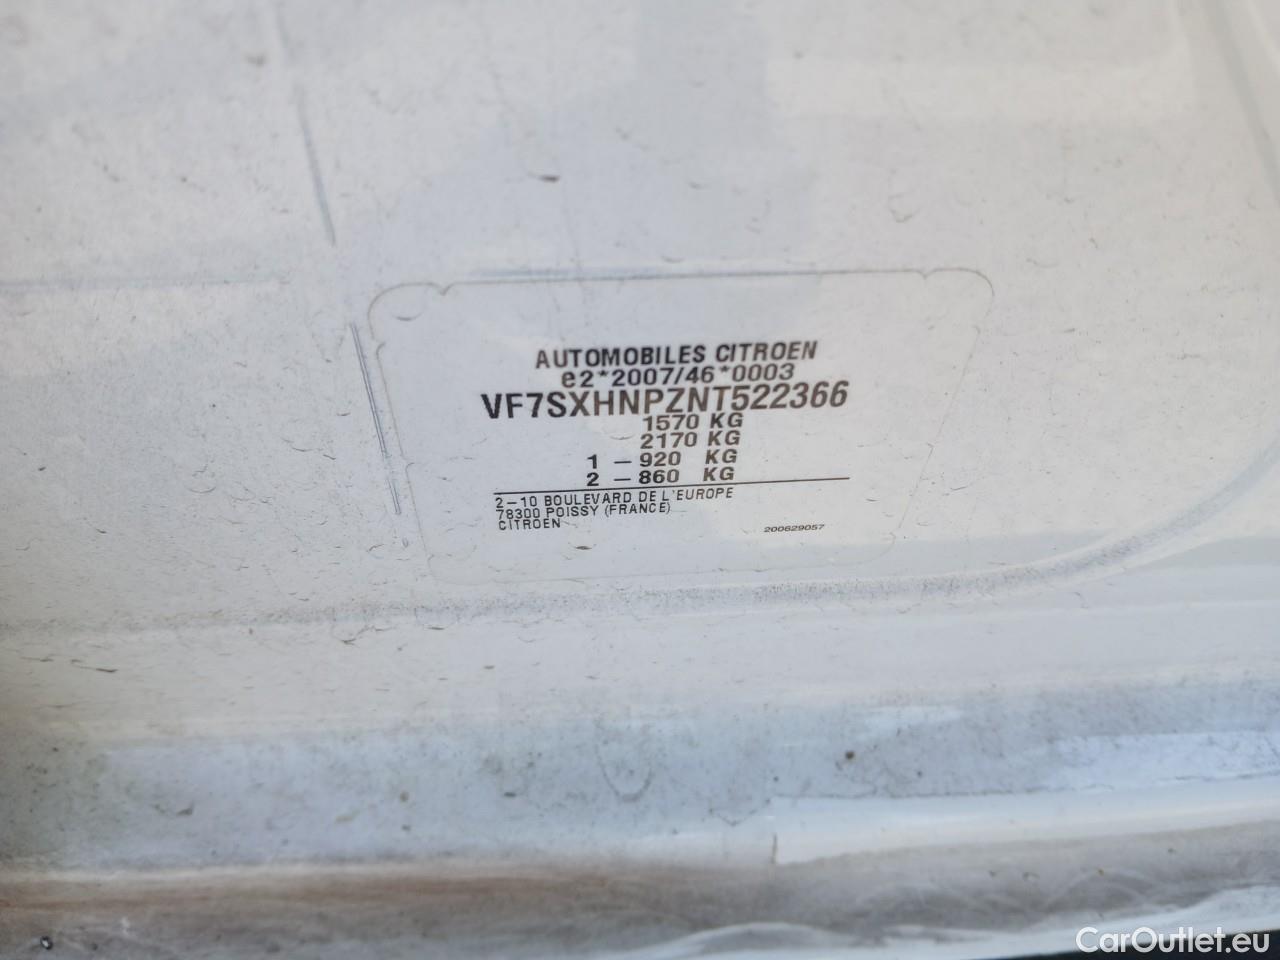 AUTOMOBILES CITROEN
e2*2007/46*0003
VF7SXHNPZNT522366
1570 KG
2170 KG
1 – 920 KG
2 – 860 KG
2–10 BOULEVARD DE L'EUROPE
78300 POISSY (FRANCE)
CITROEN
200629057
CarOutlet.eu